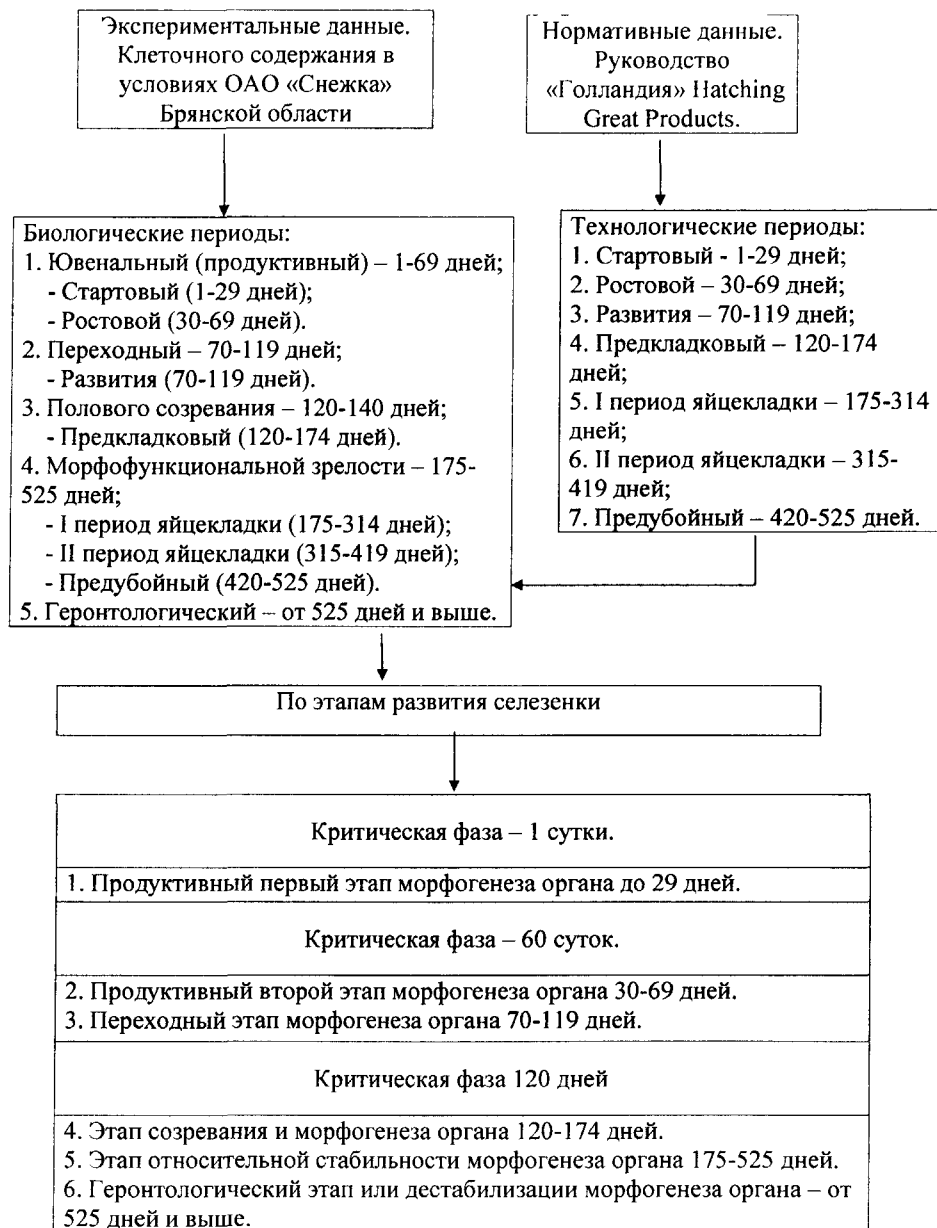 Экспериментальные данные.
Клеточного содержания в
условиях ОАО «Снежка»
Брянской области
Нормативные данные.
Руководство
«Голландия» Hatching
Great Products.
Биологические периоды:
1. Ювенальный (продуктивный) – 1-69 дней;
- Стартовый (1-29 дней);
- Ростовой (30-69 дней).
2. Переходный – 70-119 дней;
- Развития (70-119 дней).
3. Полового созревания – 120-140 дней;
- Предкладковый (120-174 дней).
4. Морфофункциональной зрелости – 175-
525 дней;
- I период яйцекладки (175-314 дней);
- II период яйцекладки (315-419 дней);
- Предубойный (420-525 дней).
5. Геронтологический – от 525 дней и выше.
Технологические периоды:
1. Стартовый - 1-29 дней;
2. Ростовой – 30-69 дней;
3. Развития – 70-119 дней;
4. Предкладковый – 120-174
дней;
5. I период яйцекладки – 175-314
дней;
6. II период яйцекладки – 315-
419 дней;
7. Предубойный – 420-525 дней.
По этапам развития селезенки
Критическая фаза – 1 сутки.
1. Продуктивный первый этап морфогенеза органа до 29 дней.
Критическая фаза – 60 суток.
2. Продуктивный второй этап морфогенеза органа 30-69 дней.
3. Переходный этап морфогенеза органа 70-119 дней.
Критическая фаза 120 дней
4. Этап созревания и морфогенеза органа 120-174 дней.
5. Этап относительной стабильности морфогенеза органа 175-525 дней.
6. Геронтологический этап или дестабилизации морфогенеза органа – от
525 дней и выше.